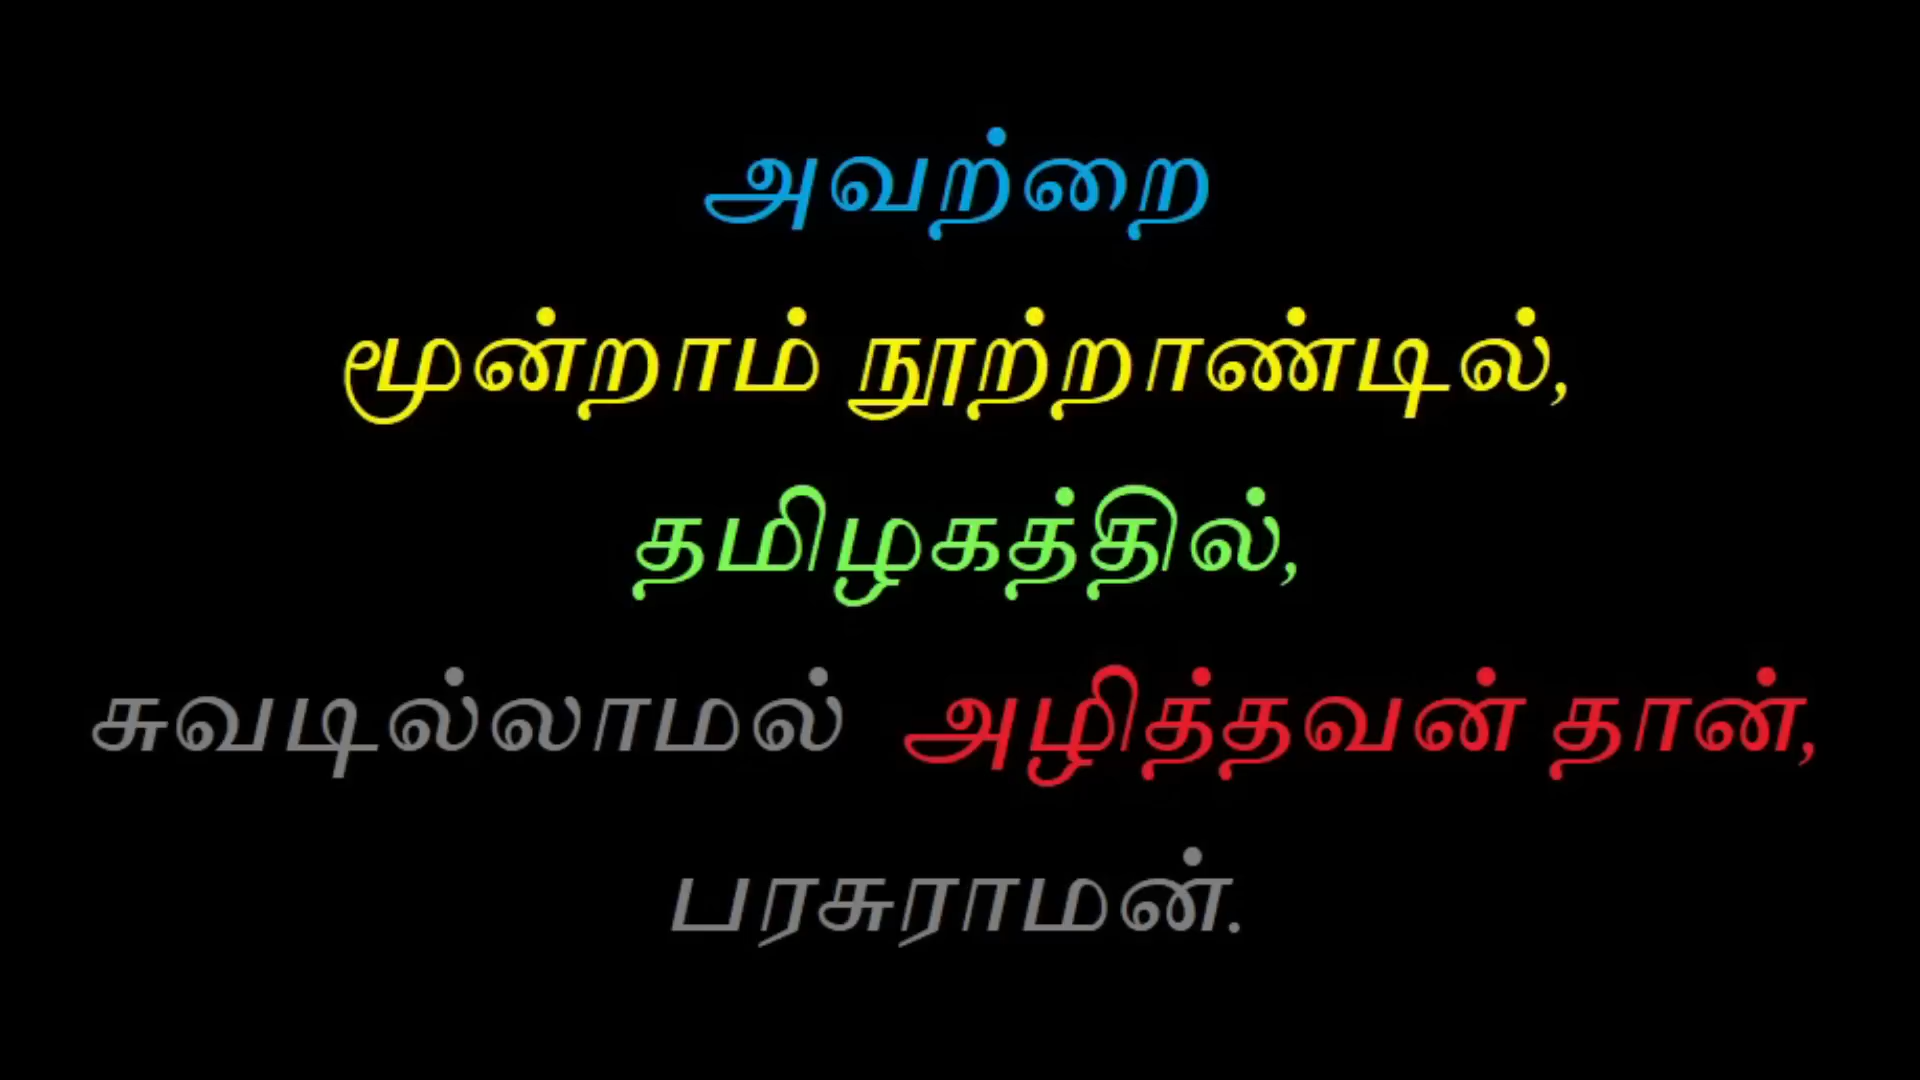 அவற்றை
மூன்றாம் நூற்றாண்டில்,
தமிழகத்தில்,
சுவடில்லாமல் அழித்தவன் தான்,
பரசுராமன்.